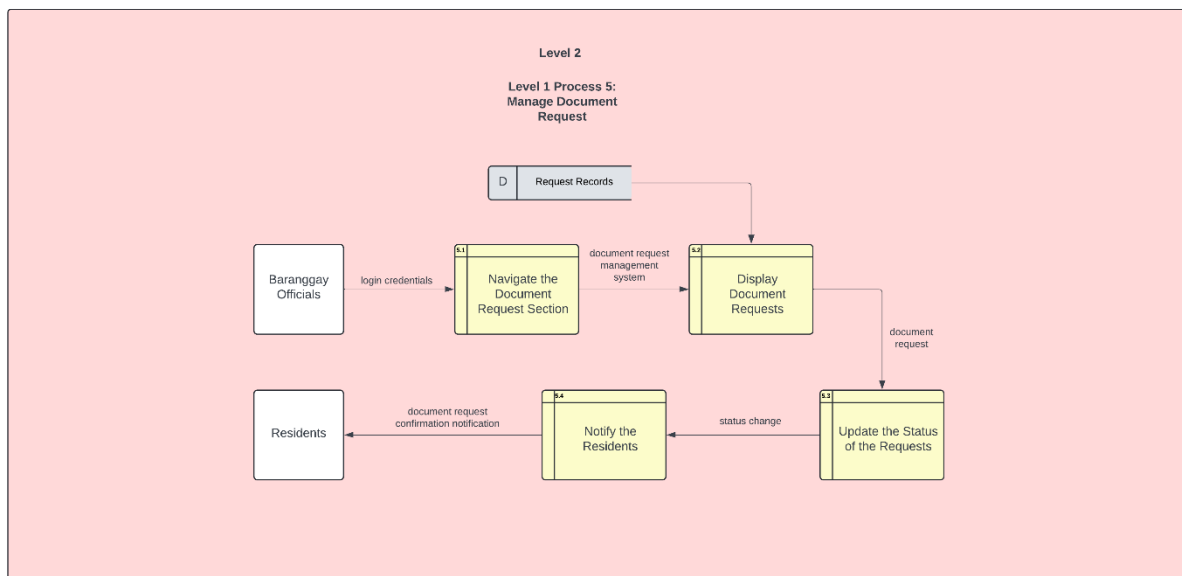 Level 2
Level 1 Process 5:
Manage Document
Request
D
Request Records
Baranggay
Officials
login credentials
5.1
Navigate the
Document
Request Section
document request
management
system
5.2
Display
Document
Requests
document
request
Residents
document request
confirmation notification
5.4
Notify the
Residents
status change
5.3
Update the Status
of the Requests